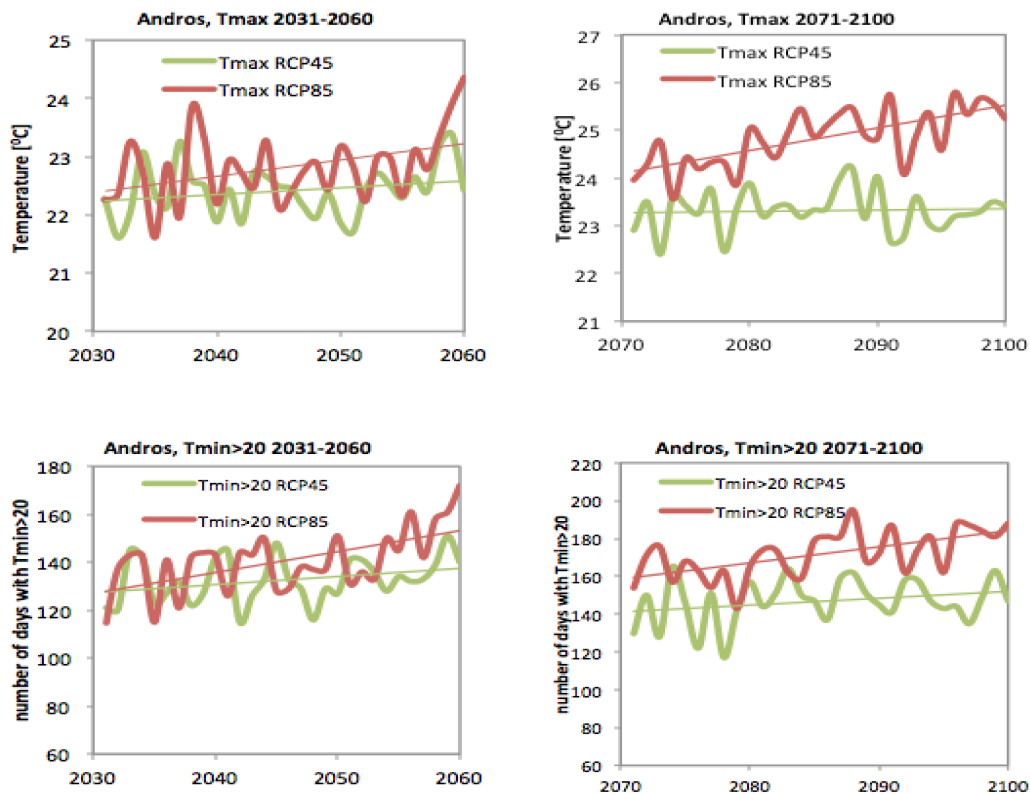 Andros, Tmax 2031-2060
Tmax RCP45
Tmax RCP85
Temperature [⁰C]
25
24
23
22
21
20
2030
2040
2050
2060
Andros, Tmax 2071-2100
Tmax RCP45
Tmax RCP85
Temperature [⁰C]
27
26
25
24
23
22
21
2070
2080
2090
2100
Andros, Tmin>20 2031-2060
Tmin>20 RCP45
Tmin>20 RCP85
number of days with Tmin>20
180
160
140
120
100
80
60
2030
2040
2050
2060
Andros, Tmin>20 2071-2100
Tmin>20 RCP45
Tmin>20 RCP85
number of days with Tmin>20
220
200
180
160
140
120
100
80
60
2070
2080
2090
2100